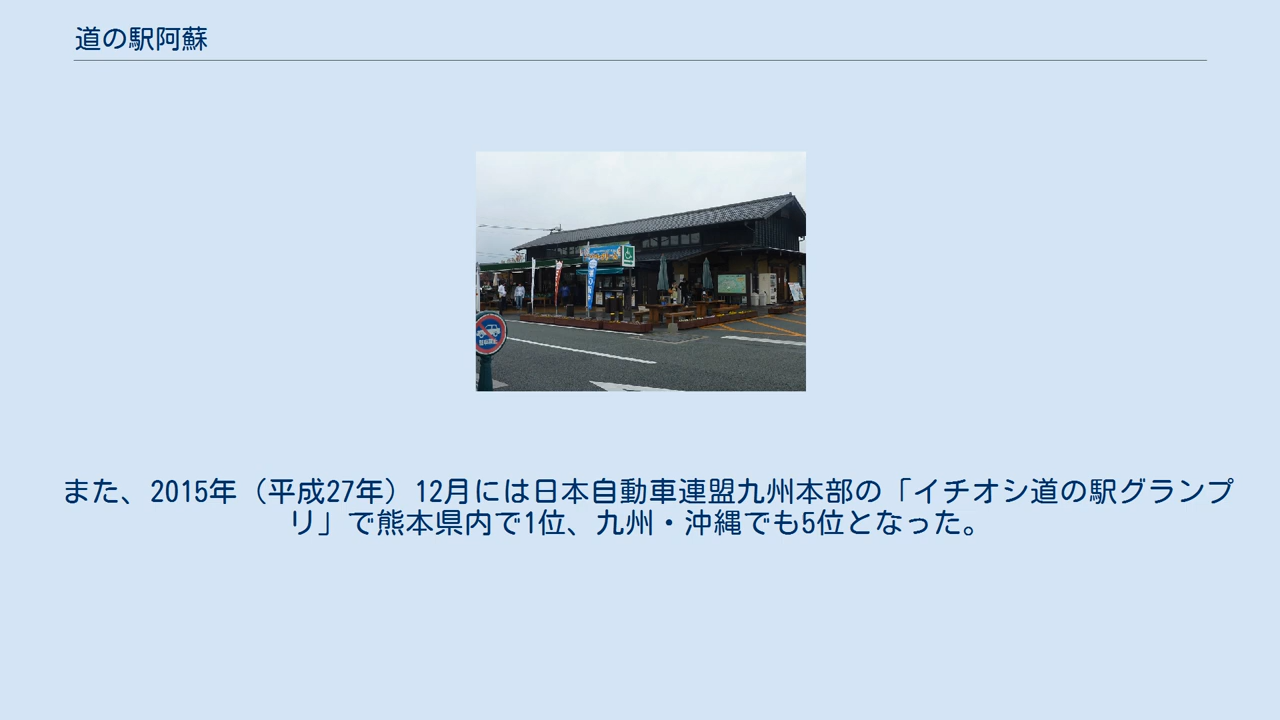 道の駅阿蘇
また、2015年（平成27年）12月には日本自動車連盟九州本部の「イチオシ道の駅グランプ
リ」で熊本県内で1位、九州・沖縄でも5位となった。